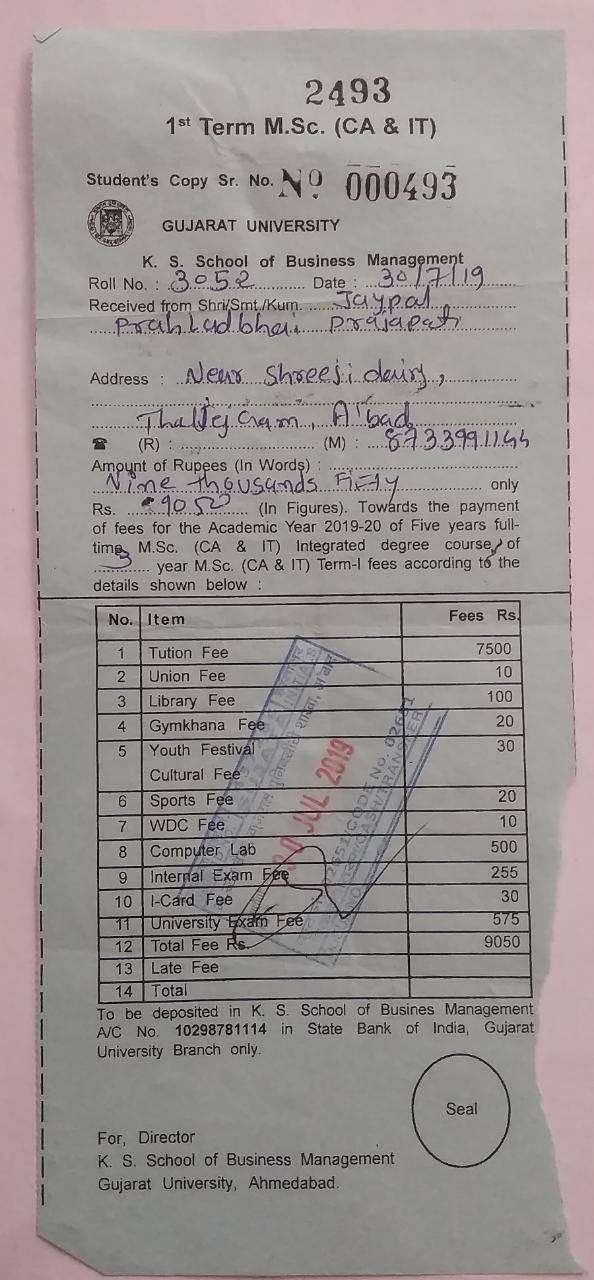 2493
1st Term M.Sc. (CA & IT)
Student's Copy Sr. No. No 000493
GUJARAT UNIVERSITY
K. S. School of Business Management
Roll No. : 3052 Date : 30/7/19
Received from Shri/Smt./Kum. Jaypal
Prahladbhai Prajapati
Address : Near Shreeji dairy,
Thaltej Gram, A'bad
(R) : (M) : 8733991144
Amount of Rupees (In Words) :
Nine thousands Fifty only
Rs. 9050 (In Figures). Towards the payment
of fees for the Academic Year 2019-20 of Five years full-
time M.Sc. (CA & IT) Integrated degree course, of
3 year M.Sc. (CA & IT) Term-I fees according to the
details shown below :
No. Item Fees Rs.
1 Tution Fee 7500
2 Union Fee 10
3 Library Fee 100
4 Gymkhana Fee 20
5 Youth Festival 30
Cultural Fee
6 Sports Fee 20
7 WDC Fee 10
8 Computer Lab 500
9 Internal Exam Fee 255
10 I-Card Fee 30
11 University Exam Fee 575
12 Total Fee Rs. 9050
13 Late Fee
14 Total
30 JUL 2019
CODE No. 02651
CASH/TRANSFER
To be deposited in K. S. School of Busines Management
A/C No. 10298781114 in State Bank of India, Gujarat
University Branch only.
Seal
For, Director
K. S. School of Business Management
Gujarat University, Ahmedabad.